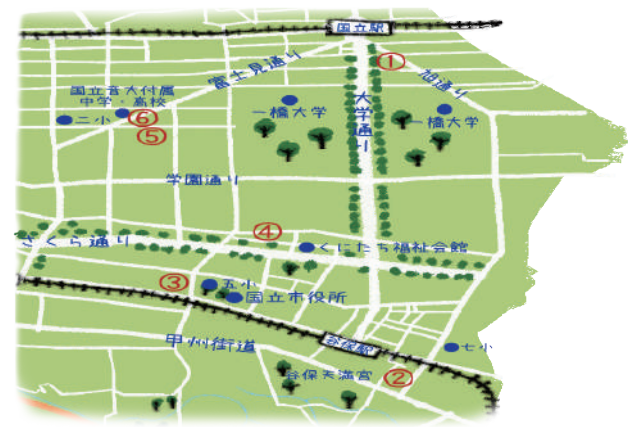 国立駅
①
富士見通り
旭通り
大学通り
国立音大付属
中学・高校
一橋大学
一橋大学
⑥
二小
⑤
学園通り
④
さくら通り
くにたち福祉会館
③
五小
国立市役所
甲州街道
谷保駅
七小
谷保天満宮
②